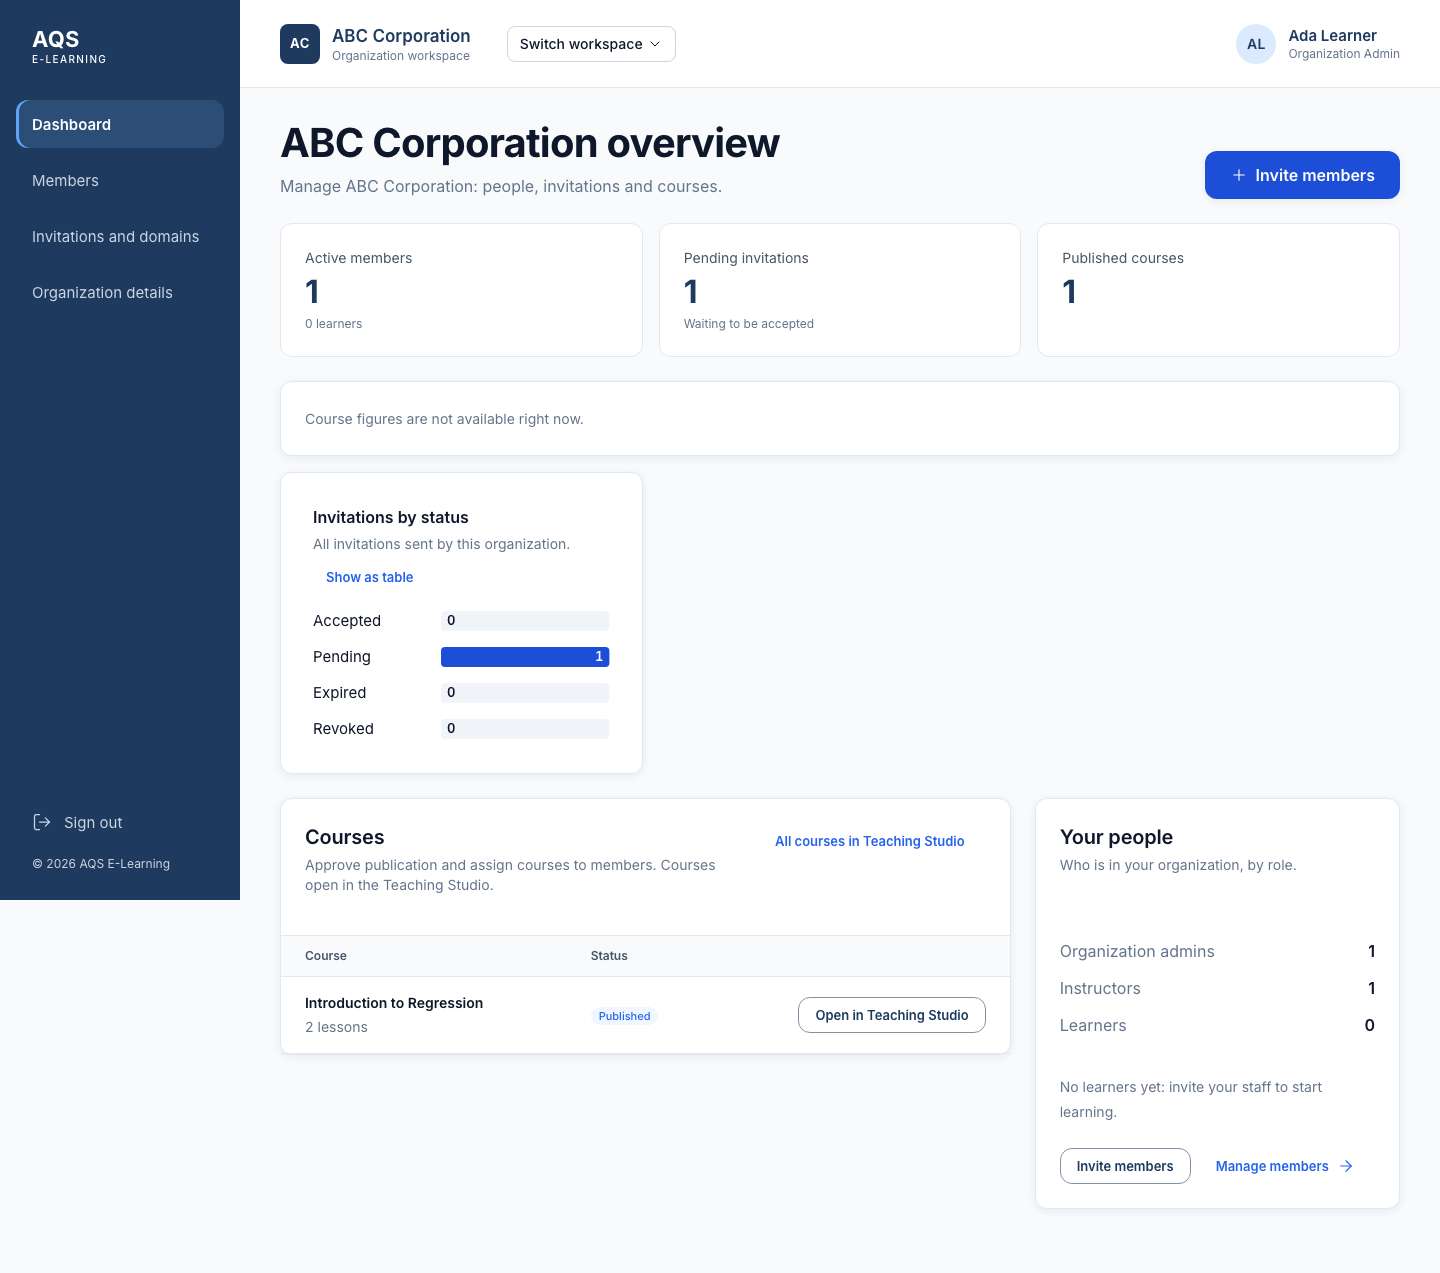 AQS
E-LEARNING
Dashboard
Members
Invitations and domains
Organization details
Sign out
© 2026 AQS E-Learning
AC
ABC Corporation
Organization workspace
Switch workspace
AL
Ada Learner
Organization Admin
ABC Corporation overview
Manage ABC Corporation: people, invitations and courses.
Invite members
Active members
1
0 learners
Pending invitations
1
Waiting to be accepted
Published courses
1
Course figures are not available right now.
Invitations by status
All invitations sent by this organization.
Show as table
Accepted 0
Pending 1
Expired 0
Revoked 0
Courses
All courses in Teaching Studio
Approve publication and assign courses to members. Courses
open in the Teaching Studio.
Course Status
Introduction to Regression
2 lessons
Published
Open in Teaching Studio
Your people
Who is in your organization, by role.
Organization admins 1
Instructors 1
Learners 0
No learners yet: invite your staff to start
learning.
Invite members
Manage members